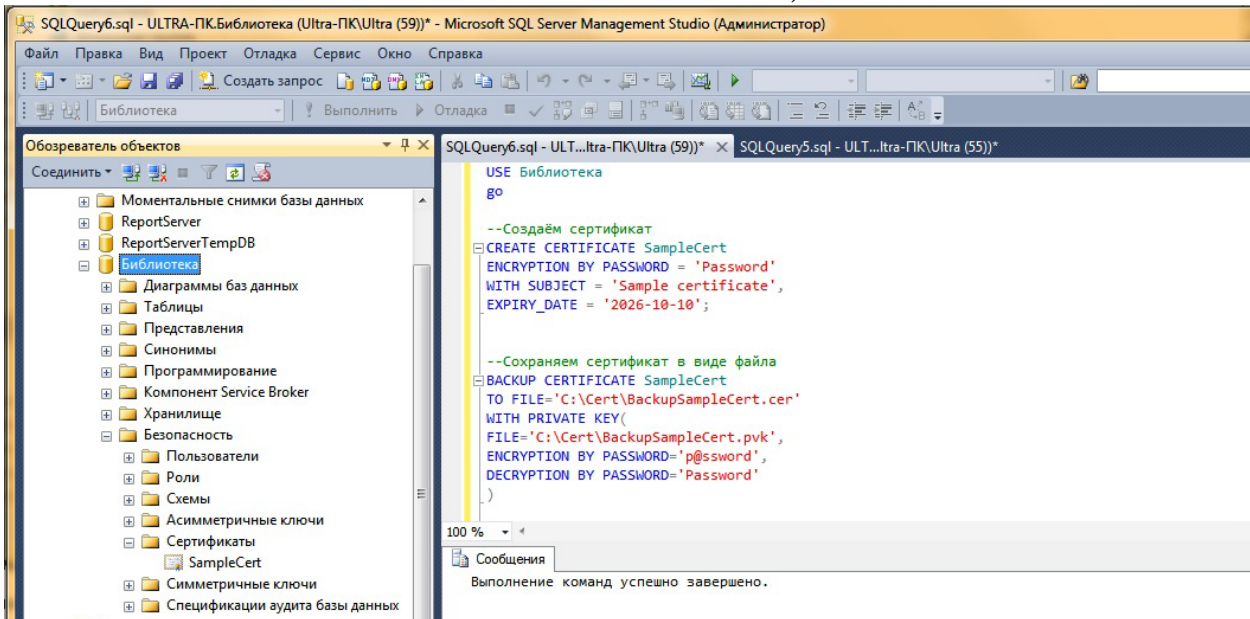 SQLQuery6.sql - ULTRA-ПК.Библиотека (Ultra-ПК\Ultra (59))* - Microsoft SQL Server Management Studio (Администратор)
Файл Правка Вид Проект Отладка Сервис Окно Справка
Создать запрос
Библиотека Выполнить Отладка
Обозреватель объектов
Соединить
Моментальные снимки базы данных
ReportServer
ReportServerTempDB
Библиотека
Диаграммы баз данных
Таблицы
Представления
Синонимы
Программирование
Компонент Service Broker
Хранилище
Безопасность
Пользователи
Роли
Схемы
Асимметричные ключи
Сертификаты
SampleCert
Симметричные ключи
Спецификации аудита базы данных
SQLQuery6.sql - ULT...ltra-ПК\Ultra (59))* SQLQuery5.sql - ULT...ltra-ПК\Ultra (55))*
USE Библиотека
go
--Создаём сертификат
CREATE CERTIFICATE SampleCert
ENCRYPTION BY PASSWORD = 'Password'
WITH SUBJECT = 'Sample certificate',
EXPIRY_DATE = '2026-10-10';
--Сохраняем сертификат в виде файла
BACKUP CERTIFICATE SampleCert
TO FILE='C:\Cert\BackupSampleCert.cer'
WITH PRIVATE KEY(
FILE='C:\Cert\BackupSampleCert.pvk',
ENCRYPTION BY PASSWORD='p@ssword',
DECRYPTION BY PASSWORD='Password'
)
100 %
Сообщения
Выполнение команд успешно завершено.